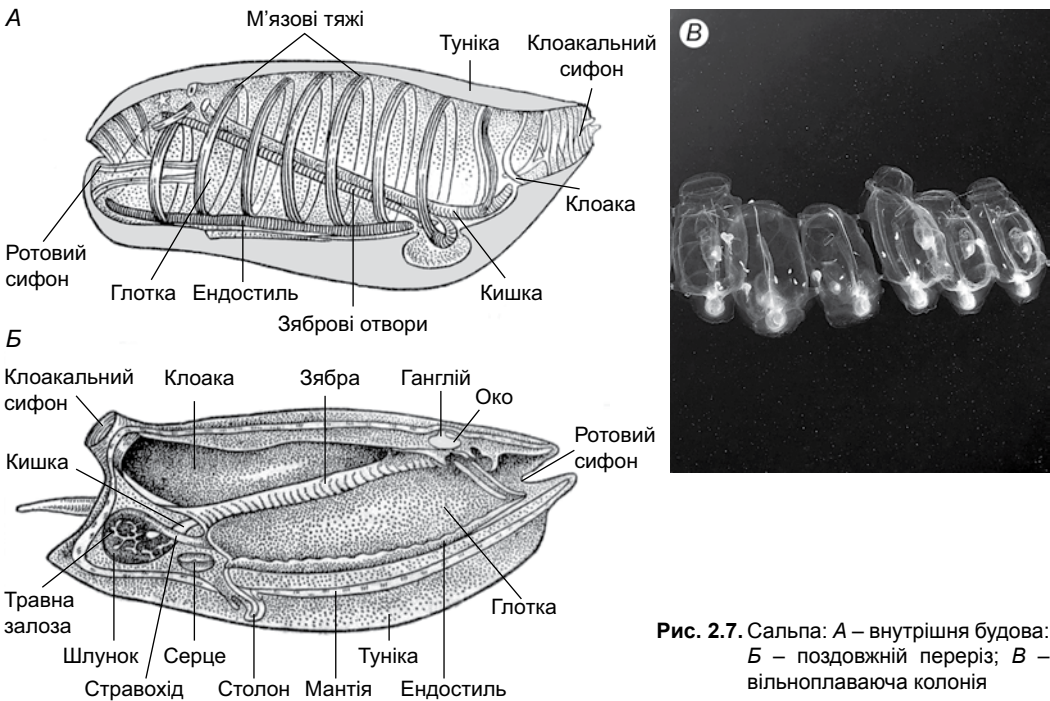 А
М’язові тяжі
Туніка
Клоакальний
сифон
Клоака
Ротовий
сифон
Глотка
Ендостиль
Кишка
Зяброві отвори
Б
Клоакальний
сифон
Клоака
Зябра
Ганглій
Око
Ротовий
сифон
Кишка
Травна
залоза
Глотка
Шлунок
Серце
Туніка
Стравохід
Столон
Мантія
Ендостиль
В
Рис. 2.7. Сальпа: А – внутрішня будова:
Б – поздовжній переріз; В –
вільноплаваюча колонія